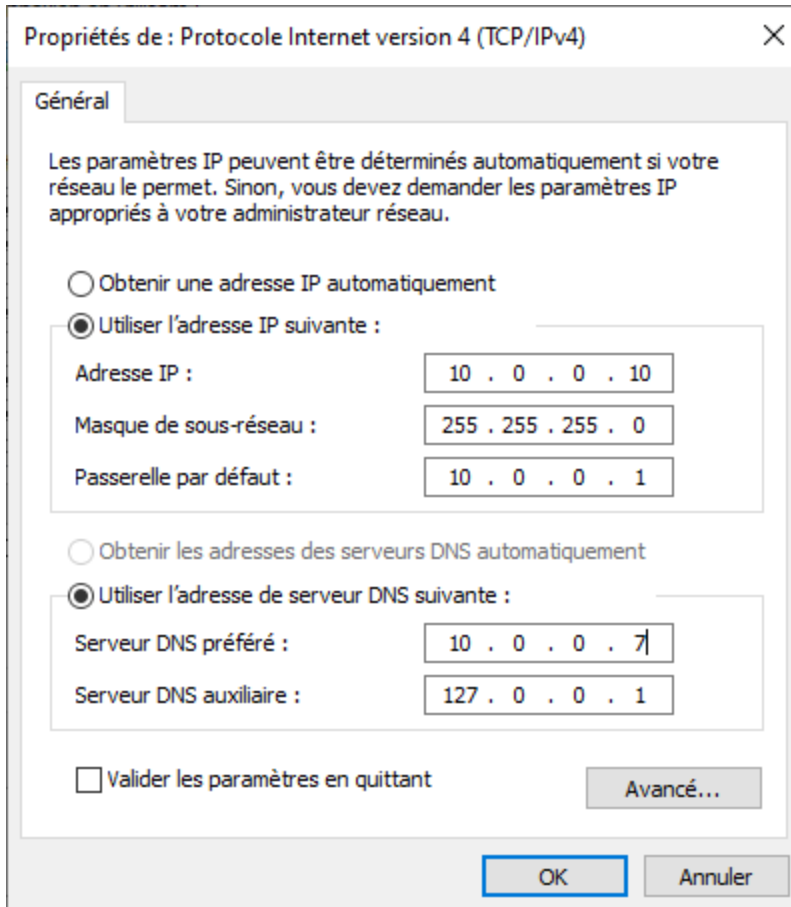 Propriétés de : Protocole Internet version 4 (TCP/IPv4)
Général
Les paramètres IP peuvent être déterminés automatiquement si votre
réseau le permet. Sinon, vous devez demander les paramètres IP
appropriés à votre administrateur réseau.
Obtenir une adresse IP automatiquement
Utiliser l’adresse IP suivante :
Adresse IP : 10 . 0 . 0 . 10
Masque de sous-réseau : 255 . 255 . 255 . 0
Passerelle par défaut : 10 . 0 . 0 . 1
Obtenir les adresses des serveurs DNS automatiquement
Utiliser l’adresse de serveur DNS suivante :
Serveur DNS préféré : 10 . 0 . 0 . 7
Serveur DNS auxiliaire : 127 . 0 . 0 . 1
Valider les paramètres en quittant
Avancé...
OK Annuler